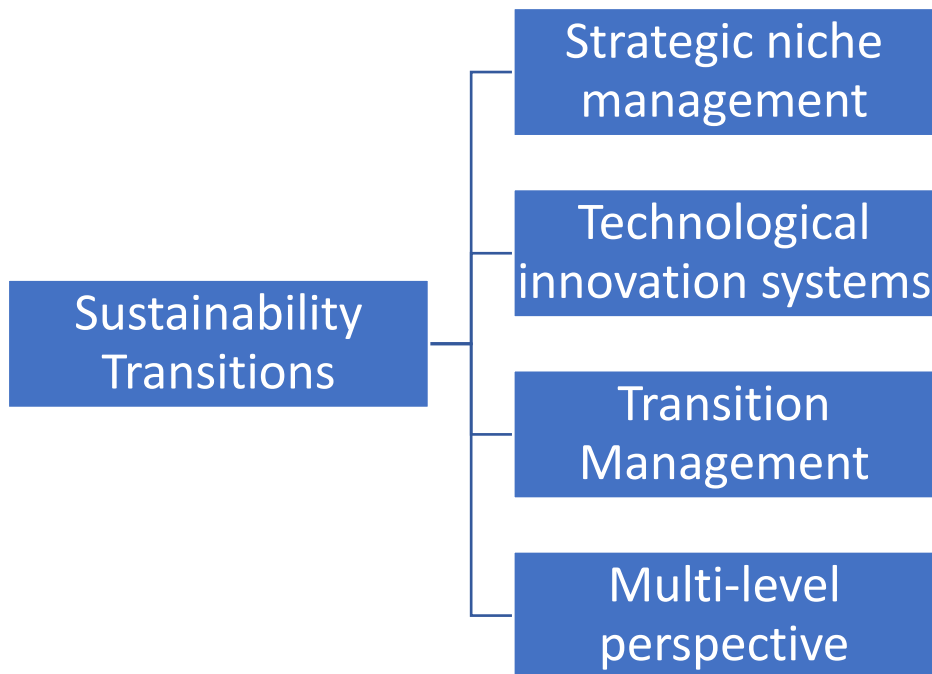 Strategic niche
management
Technological
innovation systems
Sustainability
Transitions
Transition
Management
Multi-level
perspective